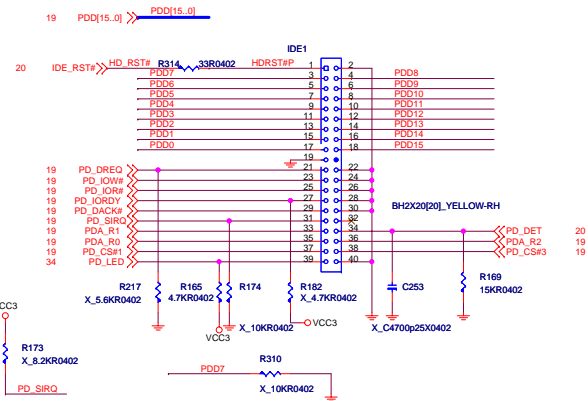 19 PDD[15..0] PDD[15..0]
IDE1
20 IDE_RST# HD_RST# R314 33R0402 HDRST#P 1 2
PDD7 3 4 PDD8
PDD6 5 6 PDD9
PDD5 7 8 PDD10
PDD4 9 10 PDD11
PDD3 11 12 PDD12
PDD2 13 14 PDD13
PDD1 15 16 PDD14
PDD0 17 18 PDD15
19
19 PD_DREQ 21 22
19 PD_IOW# 23 24
19 PD_IOR# 25 26
19 PD_IORDY 27 28
19 PD_DACK# 29 30 BH2X20[20]_YELLOW-RH
19 PD_SIRQ 31 32
19 PDA_R1 33 34 PD_DET 20
19 PDA_R0 35 36 PDA_R2 19
19 PD_CS#1 37 38 PD_CS#3 19
34 PD_LED 39 40
R217 R165 R174 R182 C253 R169
X_5.6KR0402 4.7KR0402 X_4.7KR0402 15KR0402
VCC3 X_10KR0402 VCC3 X_C4700p25X0402
VCC3
R173
X_8.2KR0402
PD_SIRQ
PDD7 R310
X_10KR0402